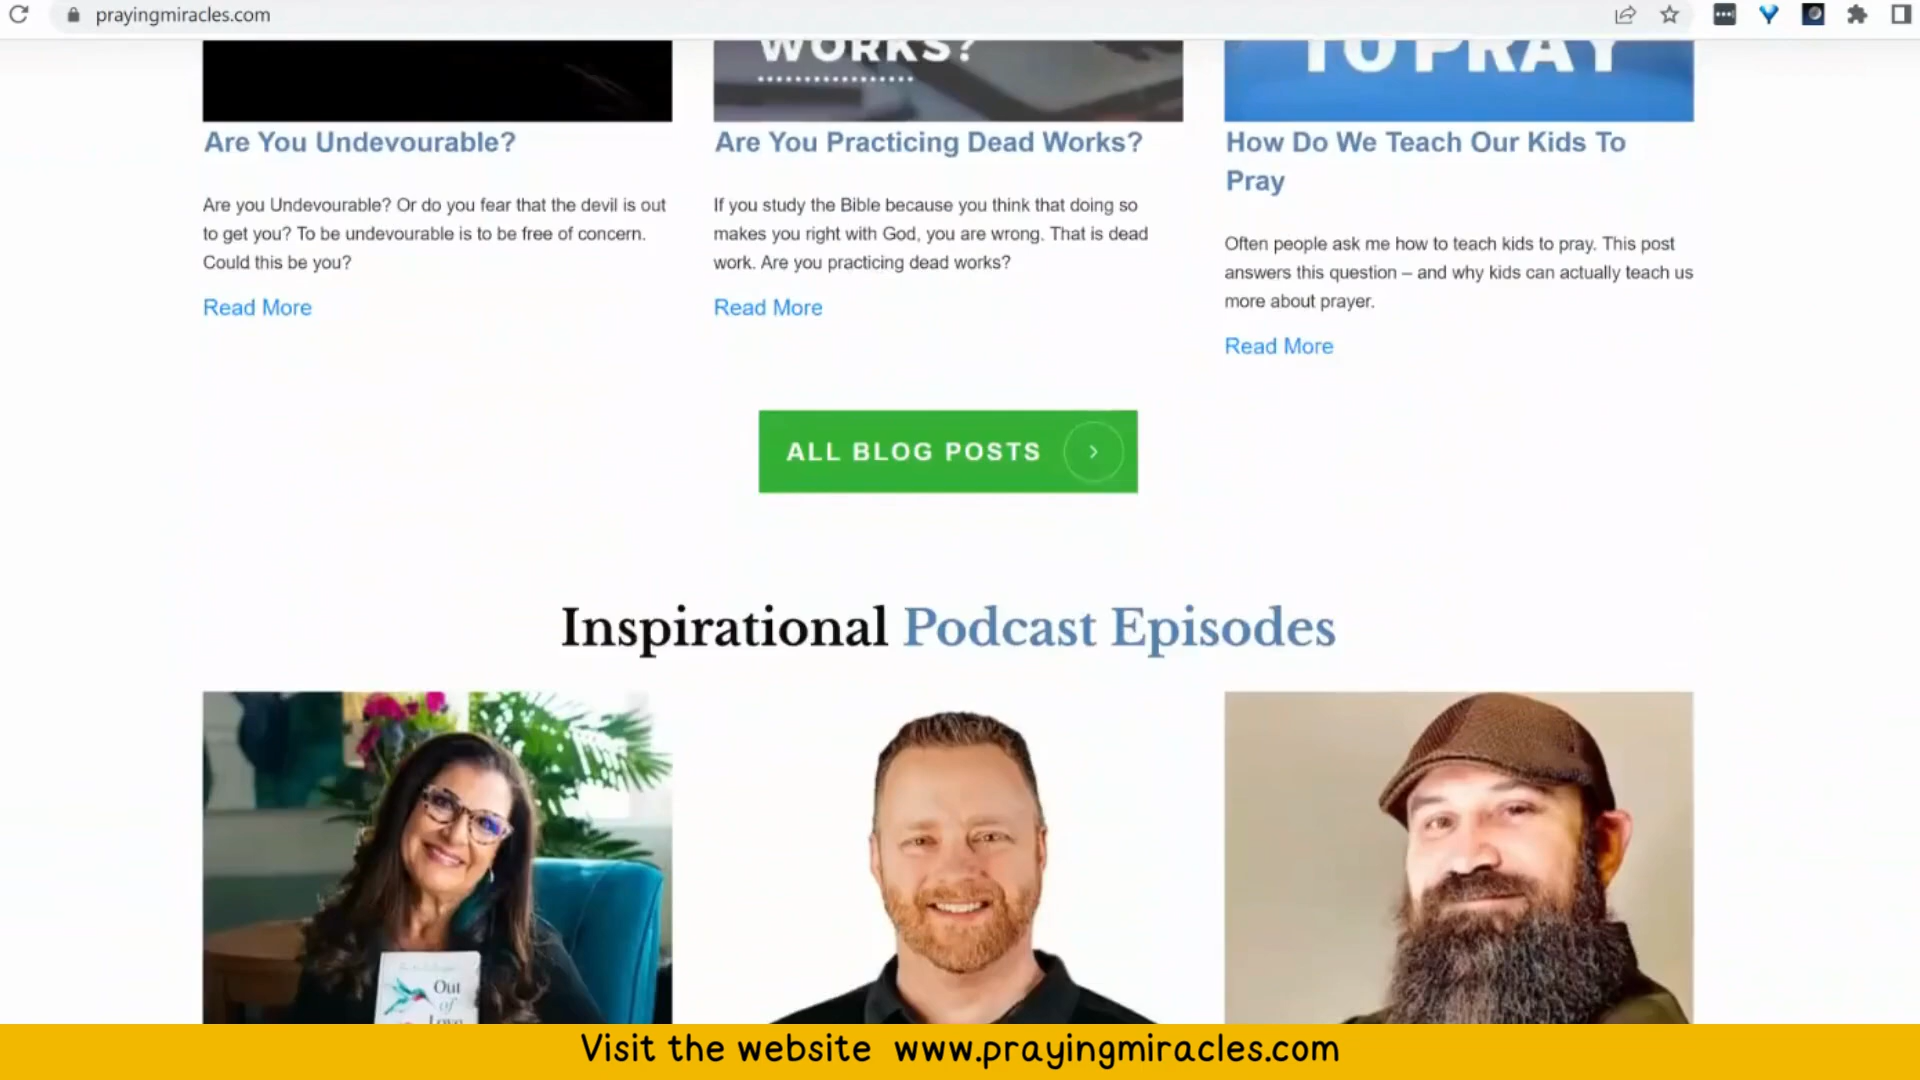 prayingmiracles.com
WORKS?
TO PRAY
Are You Undevourable?
Are you Undevourable? Or do you fear that the devil is out
to get you? To be undevourable is to be free of concern.
Could this be you?
Read More
Are You Practicing Dead Works?
If you study the Bible because you think that doing so
makes you right with God, you are wrong. That is dead
work. Are you practicing dead works?
Read More
How Do We Teach Our Kids To
Pray
Often people ask me how to teach kids to pray. This post
answers this question – and why kids can actually teach us
more about prayer.
Read More
ALL BLOG POSTS
Inspirational Podcast Episodes
Out
of
Love
Visit the website www.prayingmiracles.com